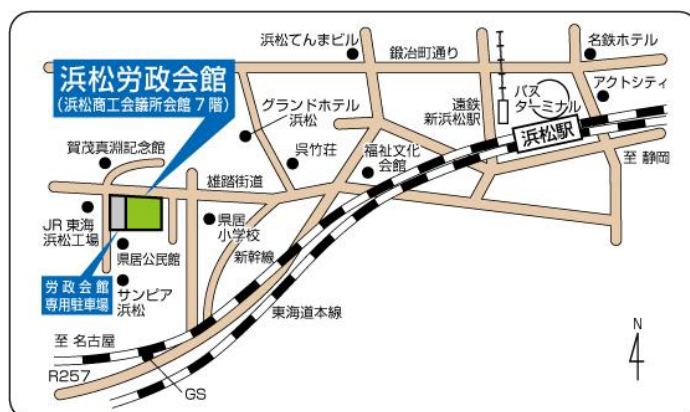 浜松てんまビル
鍛冶町通り
名鉄ホテル
浜松労政会館
(浜松商工会議所会館7階)
アクトシティ
バス
ターミナル
遠鉄
新浜松駅
浜松駅
グランドホテル
浜松
賀茂真淵記念館
呉竹荘
福祉文化
会館
至 静岡
雄踏街道
JR 東海
浜松工場
県居
小学校
県居公民館
新幹線
労政会館
専用駐車場
サンピア
浜松
東海道本線
至 名古屋
R257
GS
N